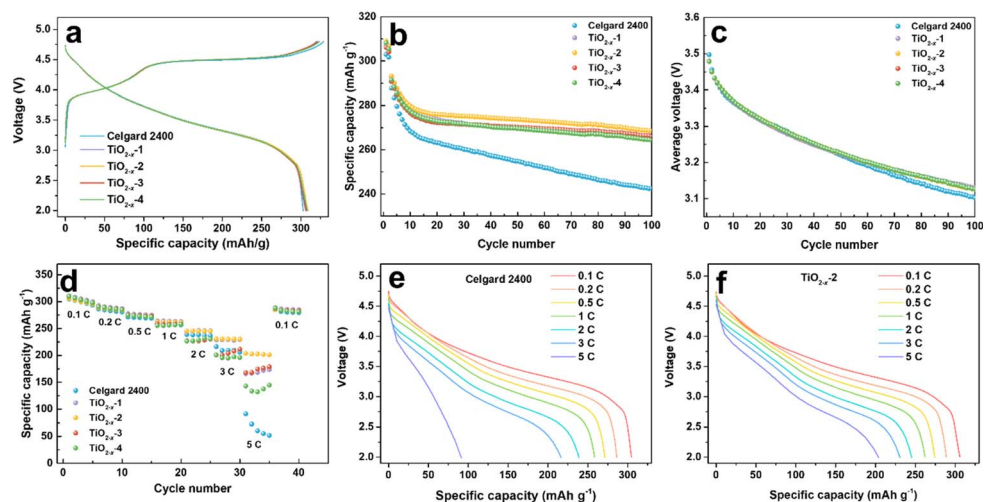 a
Voltage (V)
5.0
4.5
4.0
3.5
3.0
2.5
2.0
Celgard 2400
TiO₂₋ₓ-1
TiO₂₋ₓ-2
TiO₂₋ₓ-3
TiO₂₋ₓ-4
0 50 100 150 200 250 300
Specific capacity (mAh/g)
b
Specific capacity (mAh g⁻¹)
320
300
280
260
240
Celgard 2400
TiO₂₋ₓ-1
TiO₂₋ₓ-2
TiO₂₋ₓ-3
TiO₂₋ₓ-4
0 10 20 30 40 50 60 70 80 90 100
Cycle number
c
Average voltage (V)
3.5
3.4
3.3
3.2
3.1
Celgard 2400
TiO₂₋ₓ-1
TiO₂₋ₓ-2
TiO₂₋ₓ-3
TiO₂₋ₓ-4
0 10 20 30 40 50 60 70 80 90 100
Cycle number
d
Specific capacity (mAh g⁻¹)
350
300
250
200
150
100
50
0
0.1 C
0.2 C
0.5 C
1 C
2 C
3 C
5 C
0.1 C
Celgard 2400
TiO₂₋ₓ-1
TiO₂₋ₓ-2
TiO₂₋ₓ-3
TiO₂₋ₓ-4
0 10 20 30 40
Cycle number
e
Celgard 2400
Voltage (V)
5.0
4.5
4.0
3.5
3.0
2.5
2.0
0.1 C
0.2 C
0.5 C
1 C
2 C
3 C
5 C
0 50 100 150 200 250 300
Specific capacity (mAh g⁻¹)
f
TiO₂₋ₓ-2
Voltage (V)
5.0
4.5
4.0
3.5
3.0
2.5
2.0
0.1 C
0.2 C
0.5 C
1 C
2 C
3 C
5 C
0 50 100 150 200 250 300
Specific capacity (mAh g⁻¹)